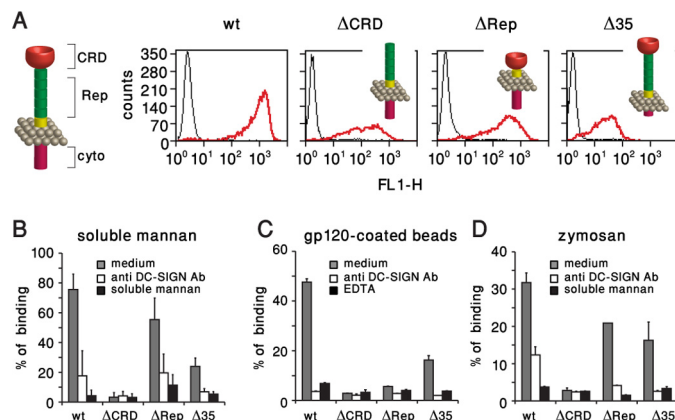 A
wt
ΔCRD
ΔRep
Δ35
CRD
Rep
cyto
counts
350
280
210
140
70
0
10⁰ 10¹ 10² 10³
10⁰ 10¹ 10² 10³
10⁰ 10¹ 10² 10³
10⁰ 10¹ 10² 10³
FL1-H
B
soluble mannan
% of binding
100
80
60
40
20
0
medium
anti DC-SIGN Ab
soluble mannan
wt ΔCRD ΔRep Δ35
C
gp120-coated beads
% of binding
60
40
20
0
medium
anti DC-SIGN Ab
EDTA
wt ΔCRD ΔRep Δ35
D
zymosan
% of binding
40
30
20
10
0
medium
anti DC-SIGN Ab
soluble mannan
wt ΔCRD ΔRep Δ35